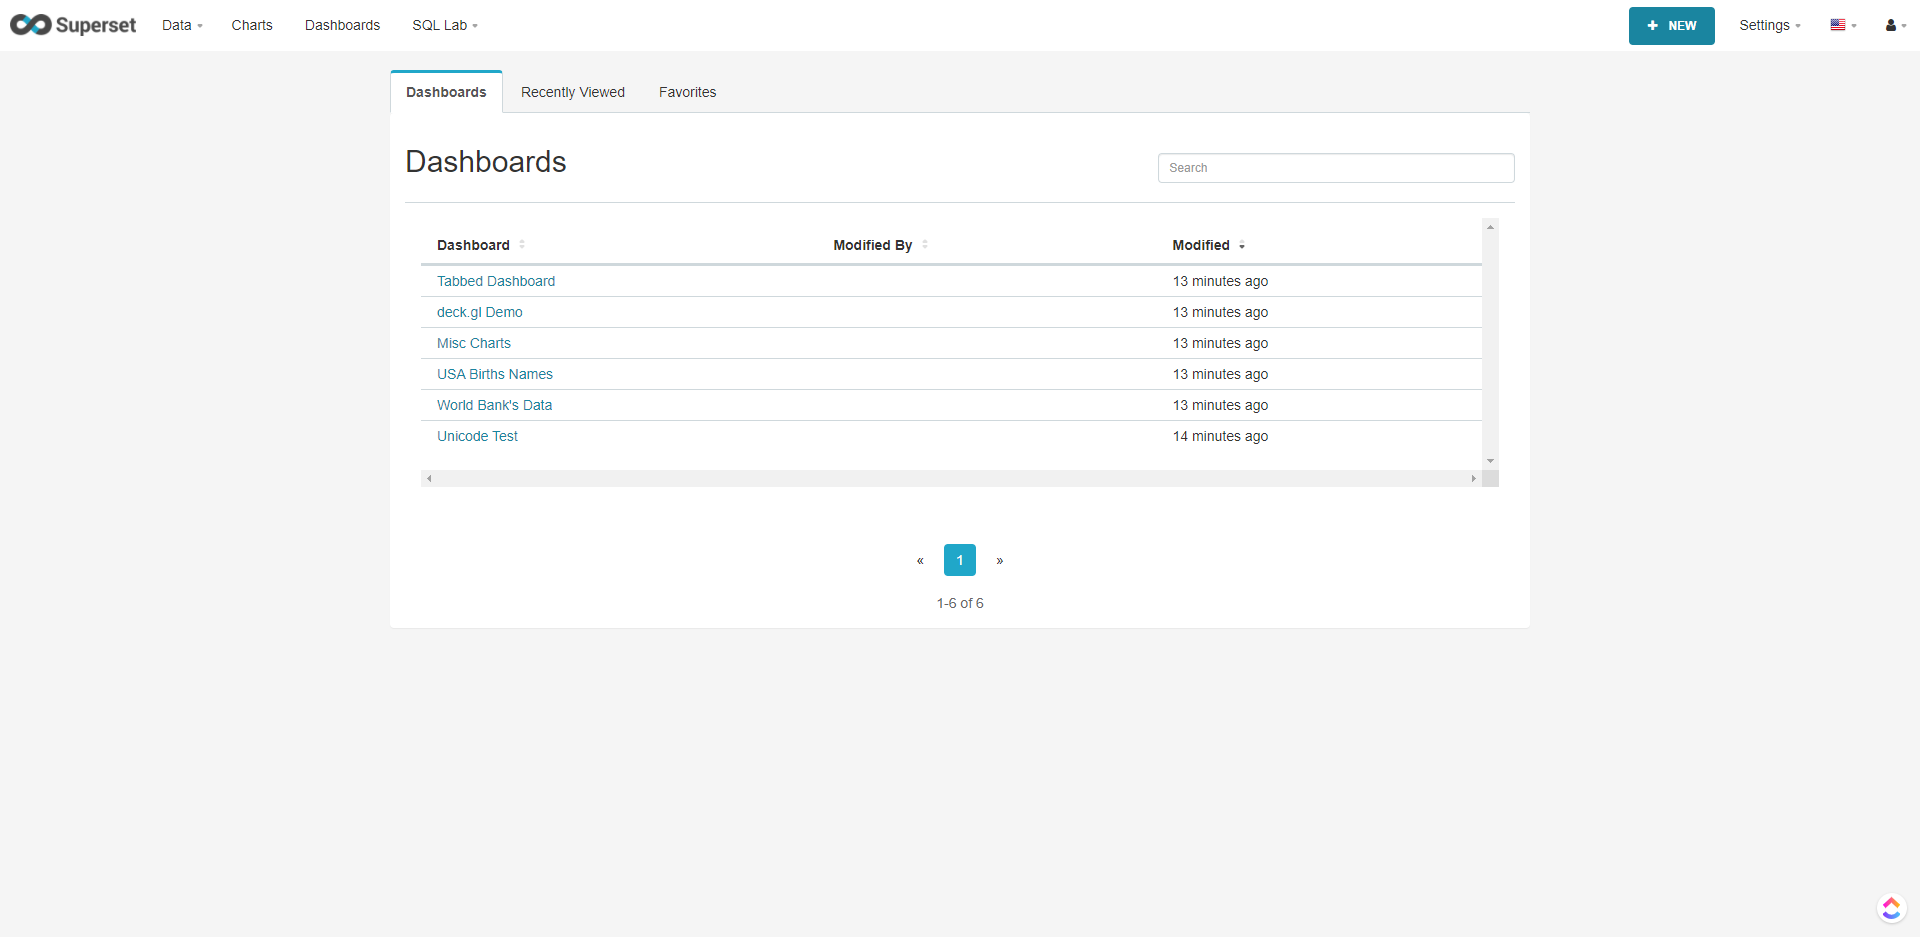 Superset Data Charts Dashboards SQL Lab NEW Settings
Dashboards Recently Viewed Favorites
Dashboards Search
Dashboard Modified By Modified
Tabbed Dashboard 13 minutes ago
deck.gl Demo 13 minutes ago
Misc Charts 13 minutes ago
USA Births Names 13 minutes ago
World Bank's Data 13 minutes ago
Unicode Test 14 minutes ago
« 1 »
1-6 of 6